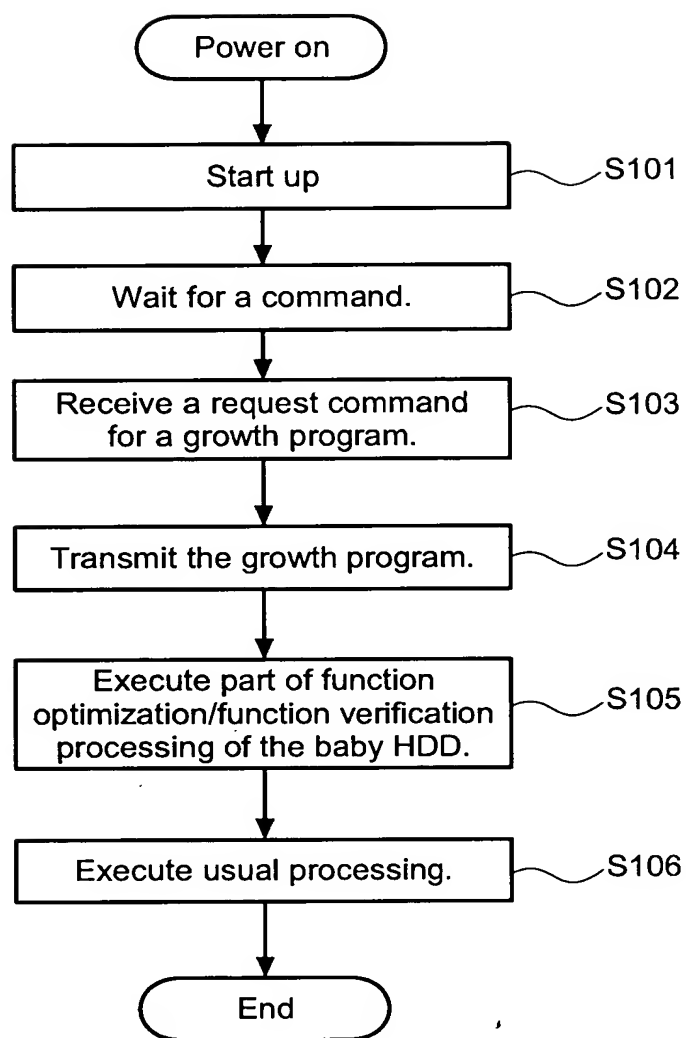 Power on
Start up
S101
Wait for a command.
S102
Receive a request command
for a growth program.
S103
Transmit the growth program.
S104
Execute part of function
optimization/function verification
processing of the baby HDD.
S105
Execute usual processing.
S106
End